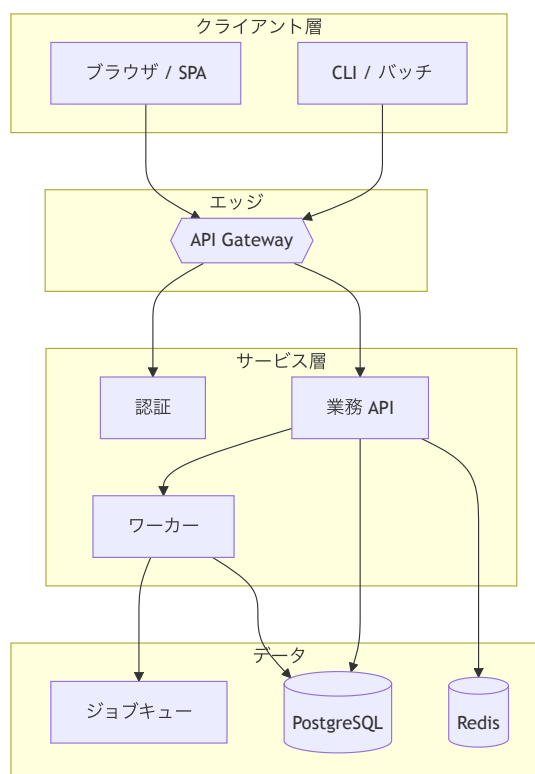 クライアント層
ブラウザ / SPA
CLI / バッチ
エッジ
API Gateway
サービス層
認証
業務 API
ワーカー
データ
ジョブキュー
PostgreSQL
Redis